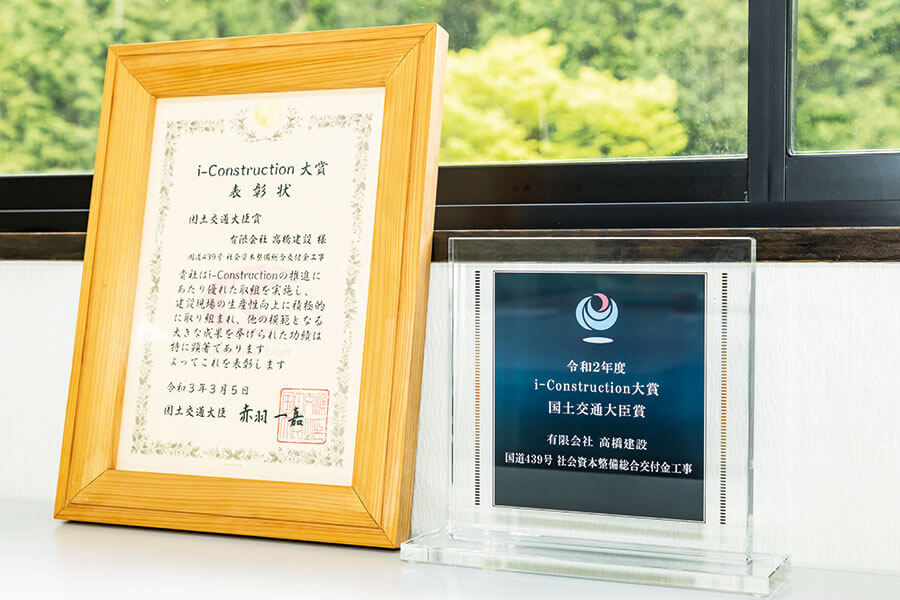 i-Construction 大賞
表彰状
国土交通大臣賞
有限会社 高橋建設 様
国道439号 社会資本整備総合交付金工事
貴社はi-Constructionの推進に
あたり優れた取組を実施し、
建設現場の生産性向上に積極的
に取り組まれ、他の模範となる
大きな成果を挙げられた功績は
特に顕著であります
よってこれを表彰します
令和3年3月5日
国土交通大臣 赤羽一嘉
令和2年度
i-Construction大賞
国土交通大臣賞
有限会社 高橋建設
国道439号 社会資本整備総合交付金工事